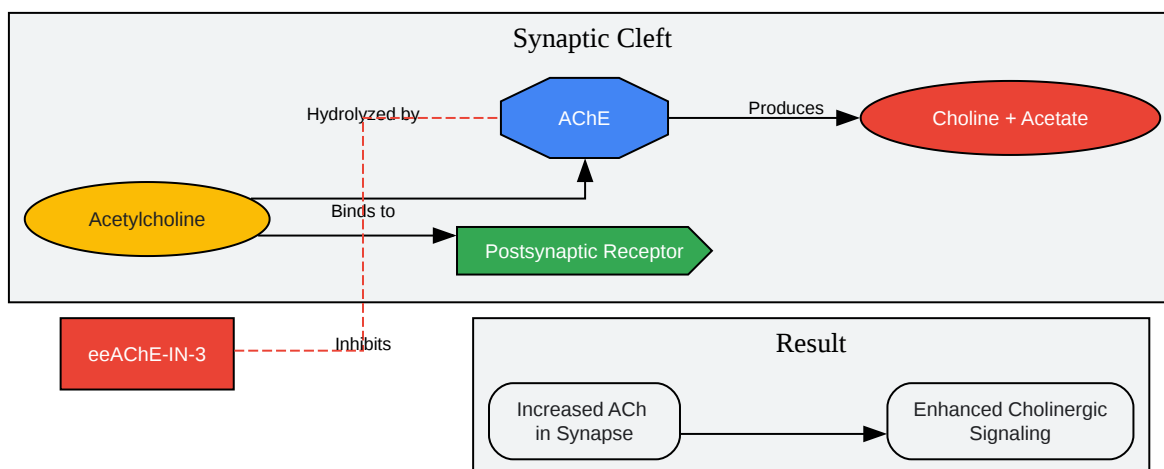 Synaptic Cleft
Hydrolyzed by
AChE
Produces
Choline + Acetate
Acetylcholine
Binds to
Postsynaptic Receptor
eeAChE-IN-3
Inhibits
Result
Increased ACh
in Synapse
Enhanced Cholinergic
Signaling